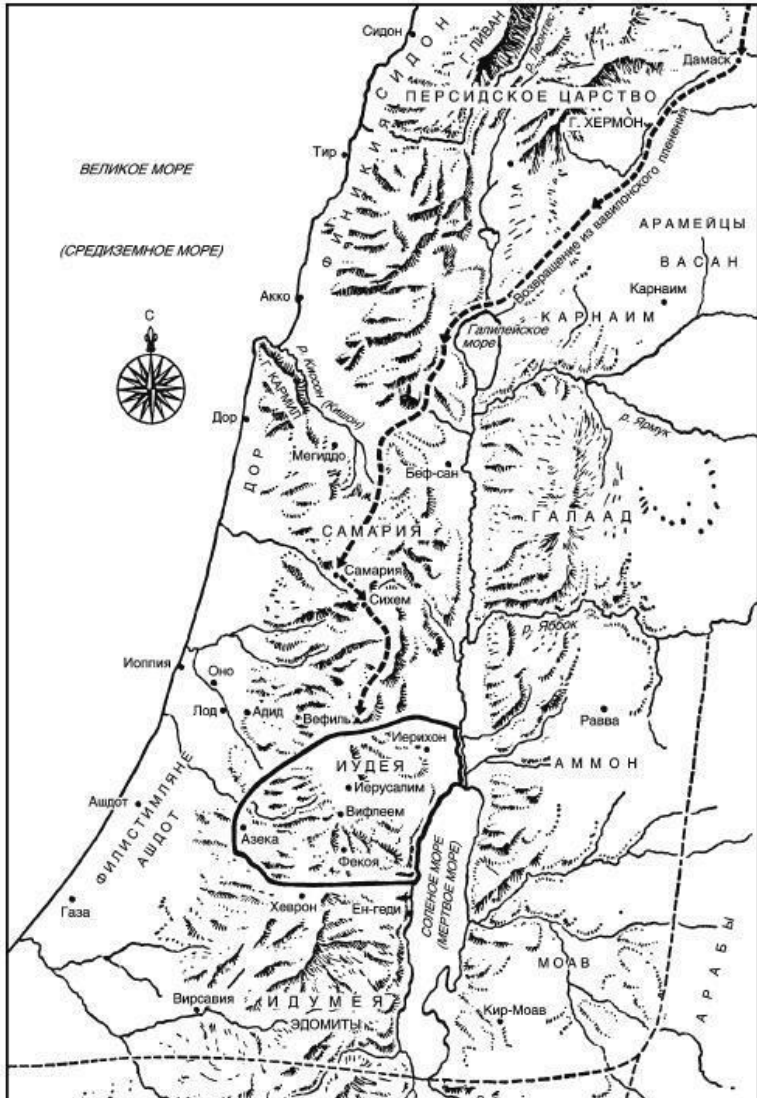 Сидон
СИДОН
Г. ЛИВАН
р. Леонтес
Дамаск
ПЕРСИДСКОЕ ЦАРСТВО
Г. ХЕРМОН
Тир
ВЕЛИКОЕ МОРЕ
(СРЕДИЗЕМНОЕ МОРЕ)
ФИНИКИЯ
Возвращение из вавилонского пленения
АРАМЕЙЦЫ
ВАСАН
Карнаим
КАРНАИМ
Акко
Галилейское
море
С
р. Киссон (Кишон)
КАРМИЛ
Дор
ДОР
Мегиддо
р. Ярмук
Беф-сан
ГАЛААД
САМАРИЯ
Самария
Сихем
р. Яббок
Иоппия
Оно
Лод
Адид
Вефиль
Равва
Иерихон
ИУДЕЯ
АММОН
Иерусалим
Ашдот
Вифлеем
ФИЛИСТИМЛЯНЕ
АШДОТ
Азека
Фекоя
СОЛЕНОЕ МОРЕ
(МЕРТВОЕ МОРЕ)
Газа
Хеврон
Ен-геди
МОАВ
АРАБЫ
Вирсавия
ИДУМЕЯ
ЭДОМИТЫ
Кир-Моав